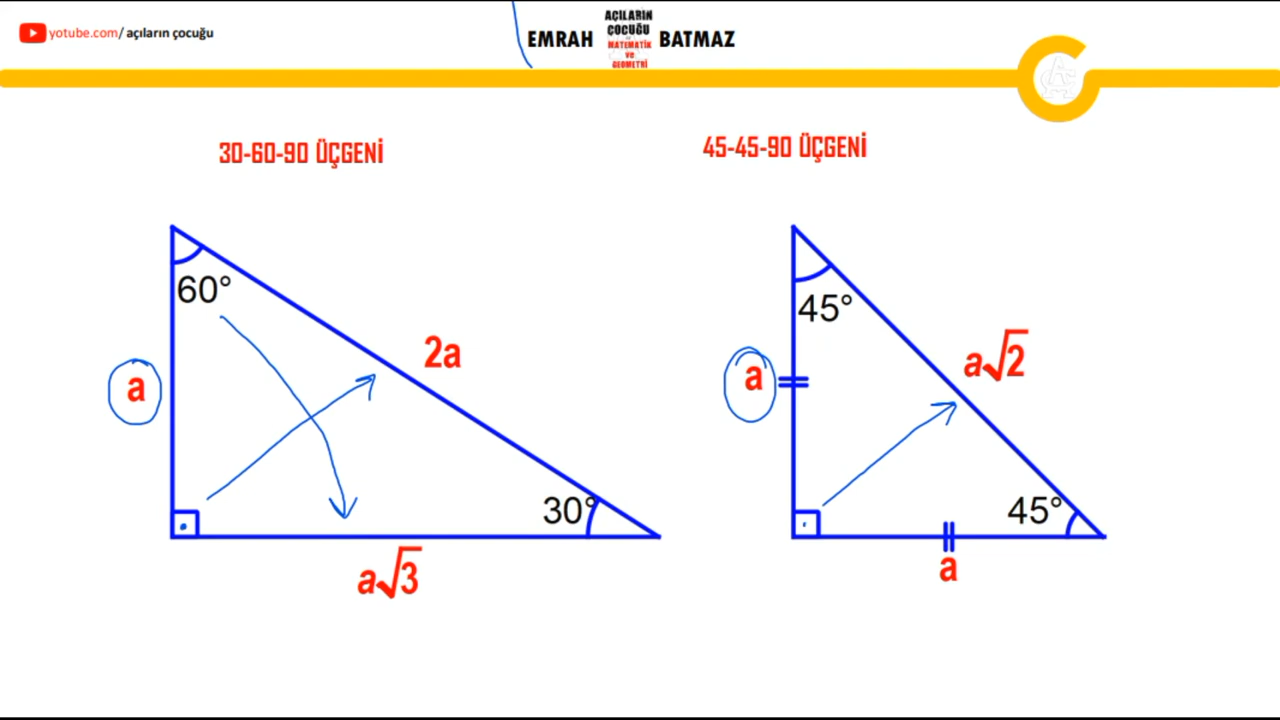 yotube.com/ açıların çocuğu
EMRAH
AÇILARIN
ÇOCUĞU
MATEMATİK
ve
GEOMETRİ
BATMAZ
30-60-90 ÜÇGENİ
45-45-90 ÜÇGENİ
60°
a
2a
30°
a√3
45°
a
a√2
45°
a